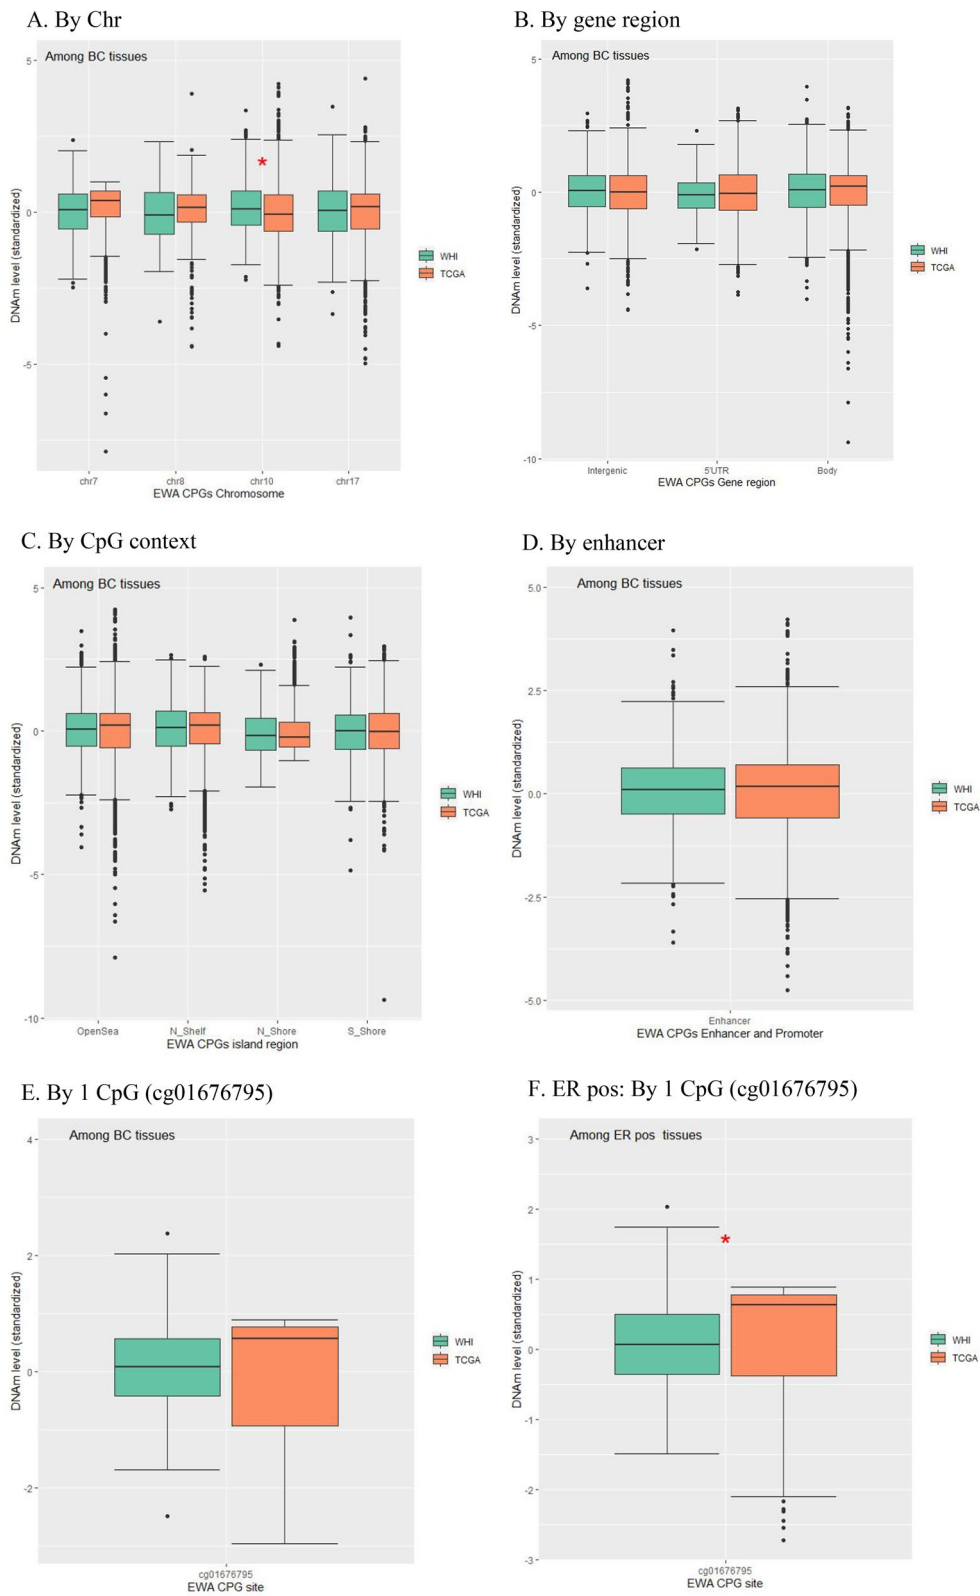 A. By Chr
Among BC tissues
5
0
-5
DNAm level (standardized)
chr7 chr8 chr10 chr17
EWA CPGs Chromosome
WHI
TCGA
*
B. By gene region
Among BC tissues
5
0
-5
-10
DNAm level (standardized)
Intergenic 5'UTR Body
EWA CPGs Gene region
WHI
TCGA
C. By CpG context
Among BC tissues
5
0
-5
-10
DNAm level (standardized)
OpenSea N_Shelf N_Shore S_Shore
EWA CPGs island region
WHI
TCGA
D. By enhancer
Among BC tissues
5.0
2.5
0.0
-2.5
-5.0
DNAm level (standardized)
Enhancer
EWA CPGs Enhancer and Promoter
WHI
TCGA
E. By 1 CpG (cg01676795)
Among BC tissues
4
2
0
-2
DNAm level (standardized)
cg01676795
EWA CPG site
WHI
TCGA
F. ER pos: By 1 CpG (cg01676795)
Among ER pos tissues
3
2
1
0
-1
-2
-3
DNAm level (standardized)
*
cg01676795
EWA CPG site
WHI
TCGA